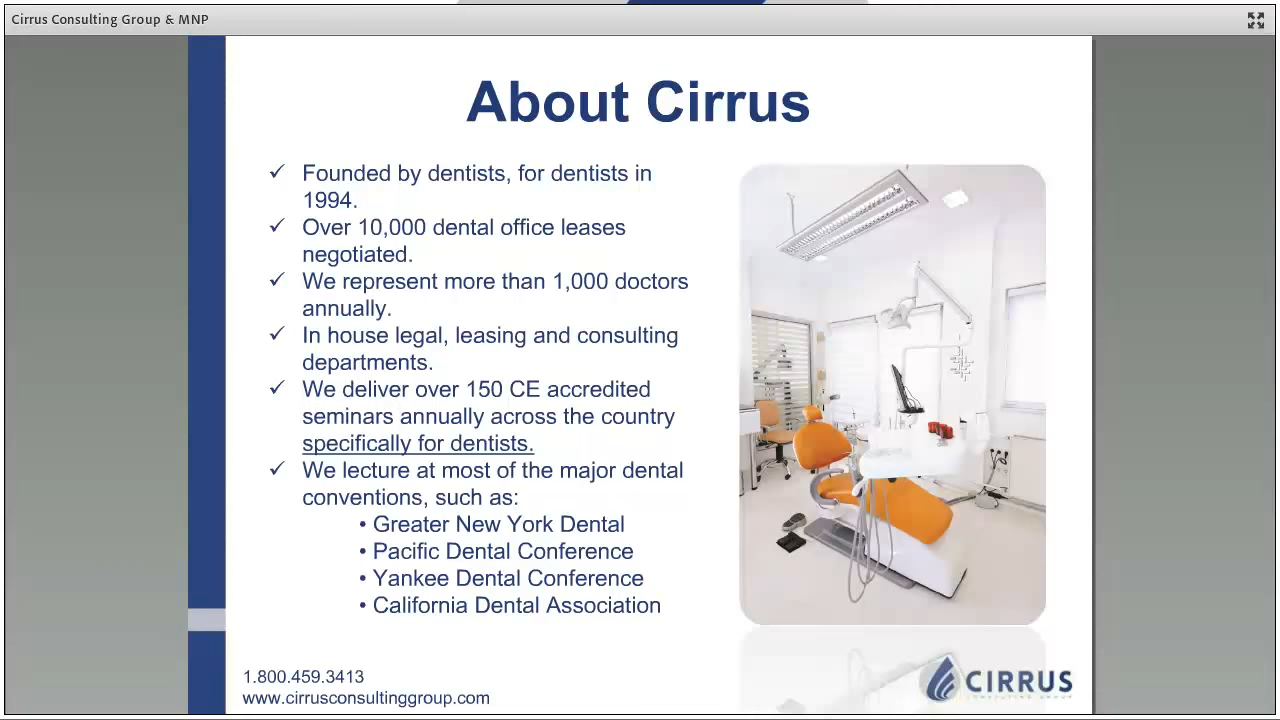 Cirrus Consulting Group & MNP
About Cirrus
✓ Founded by dentists, for dentists in
1994.
✓ Over 10,000 dental office leases
negotiated.
✓ We represent more than 1,000 doctors
annually.
✓ In house legal, leasing and consulting
departments.
✓ We deliver over 150 CE accredited
seminars annually across the country
specifically for dentists.
✓ We lecture at most of the major dental
conventions, such as:
• Greater New York Dental
• Pacific Dental Conference
• Yankee Dental Conference
• California Dental Association
1.800.459.3413
www.cirrusconsultinggroup.com
CIRRUS
CONSULTING GROUP